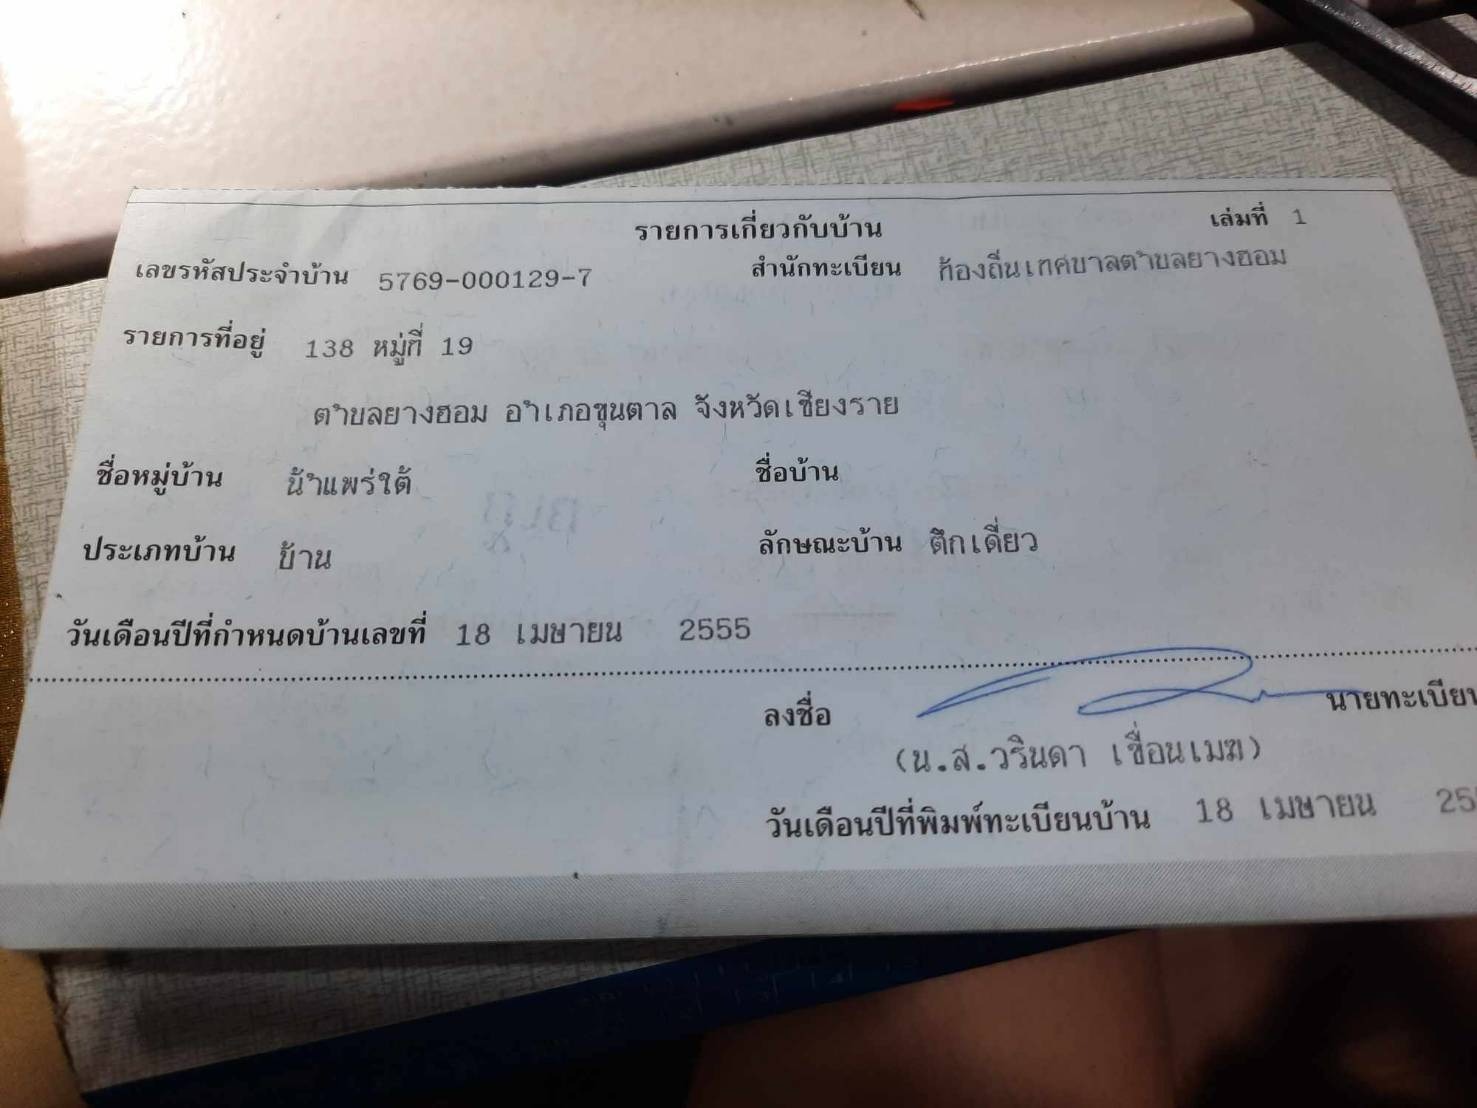 รายการเกี่ยวกับบ้าน เล่มที่ 1
เลขรหัสประจำบ้าน 5769-000129-7 สำนักทะเบียน ท้องถิ่นเทศบาลตำบลยางฮอม
รายการที่อยู่ 138 หมู่ที่ 19
ตำบลยางฮอม อำเภอขุนตาล จังหวัดเชียงราย
ชื่อหมู่บ้าน น้ำแพร่ใต้ ชื่อบ้าน
ประเภทบ้าน บ้าน ลักษณะบ้าน ตึกเดี่ยว
วันเดือนปีที่กำหนดบ้านเลขที่ 18 เมษายน 2555
ลงชื่อ นายทะเบียน
(น.ส.วรินดา เชื่อนเมฆ)
วันเดือนปีที่พิมพ์ทะเบียนบ้าน 18 เมษายน 25